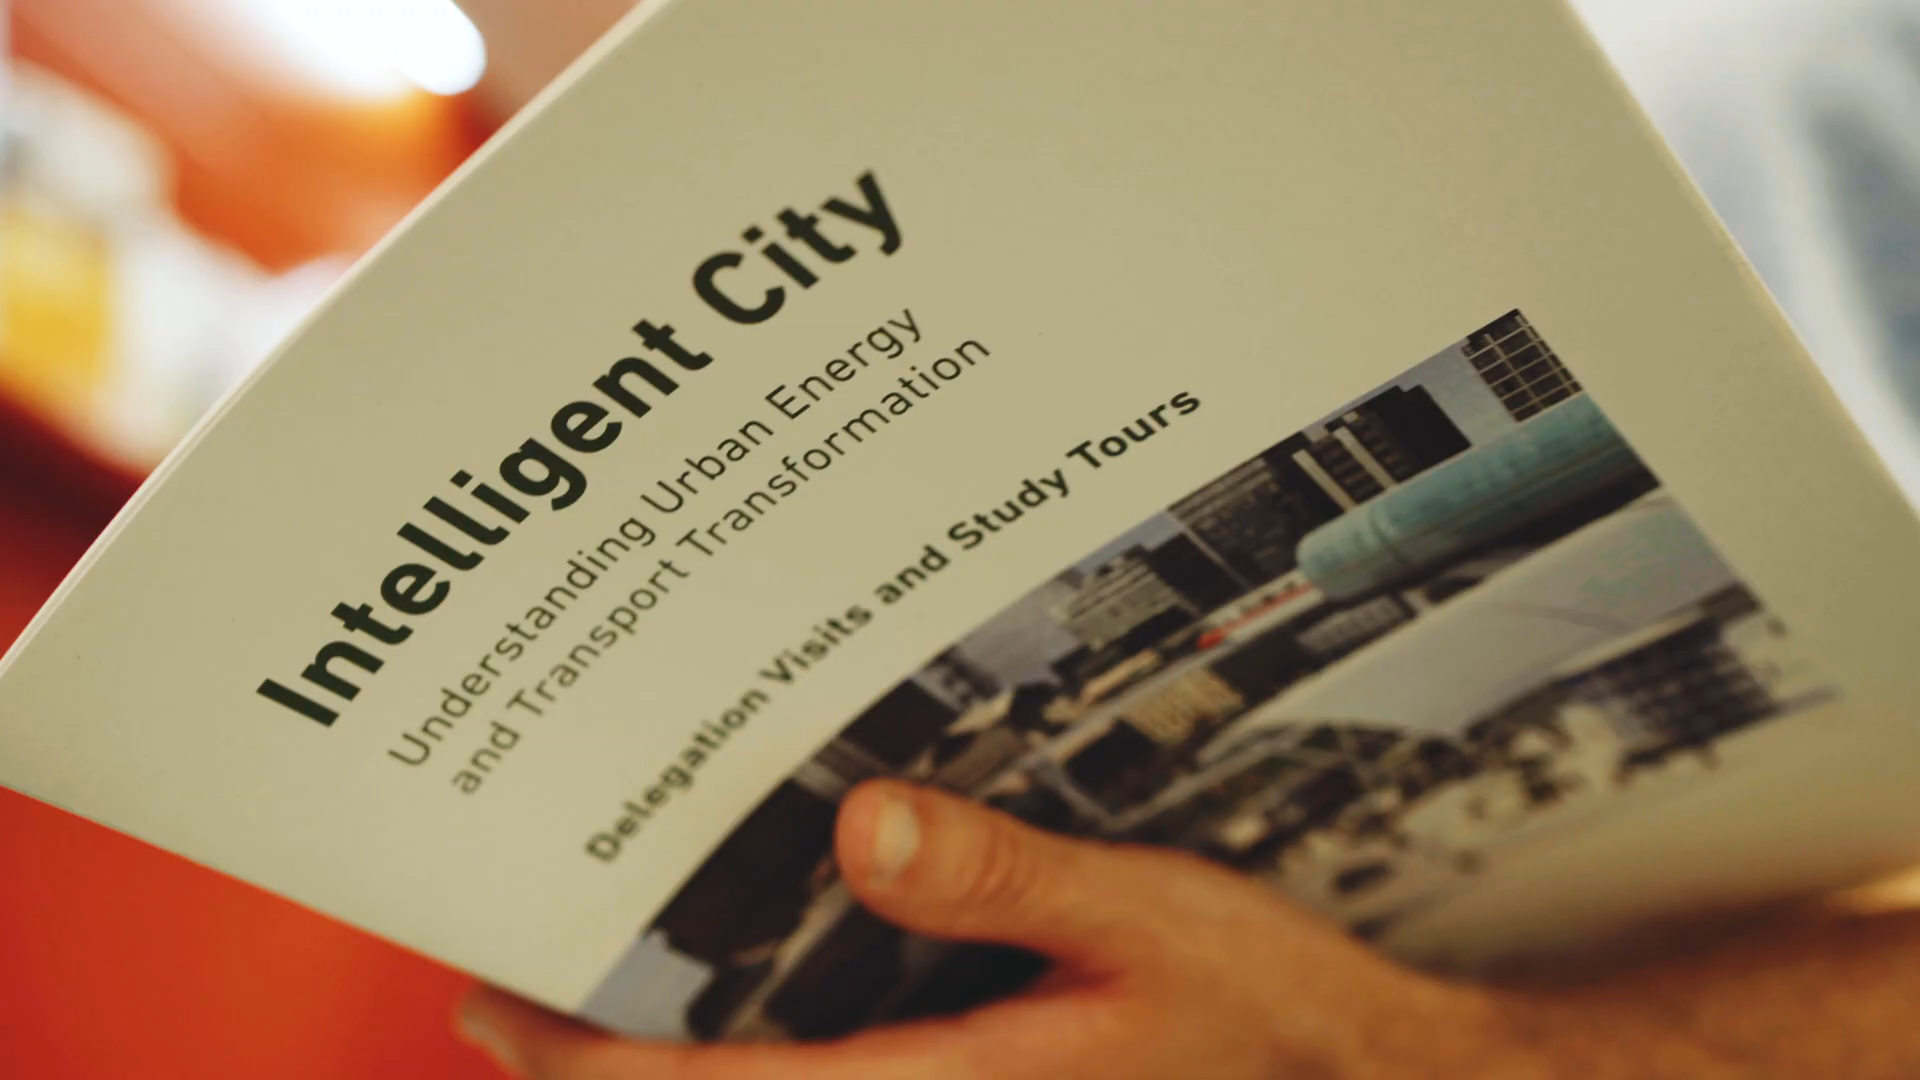 Intelligent City
Understanding Urban Energy
and Transport Transformation
Delegation Visits and Study Tours